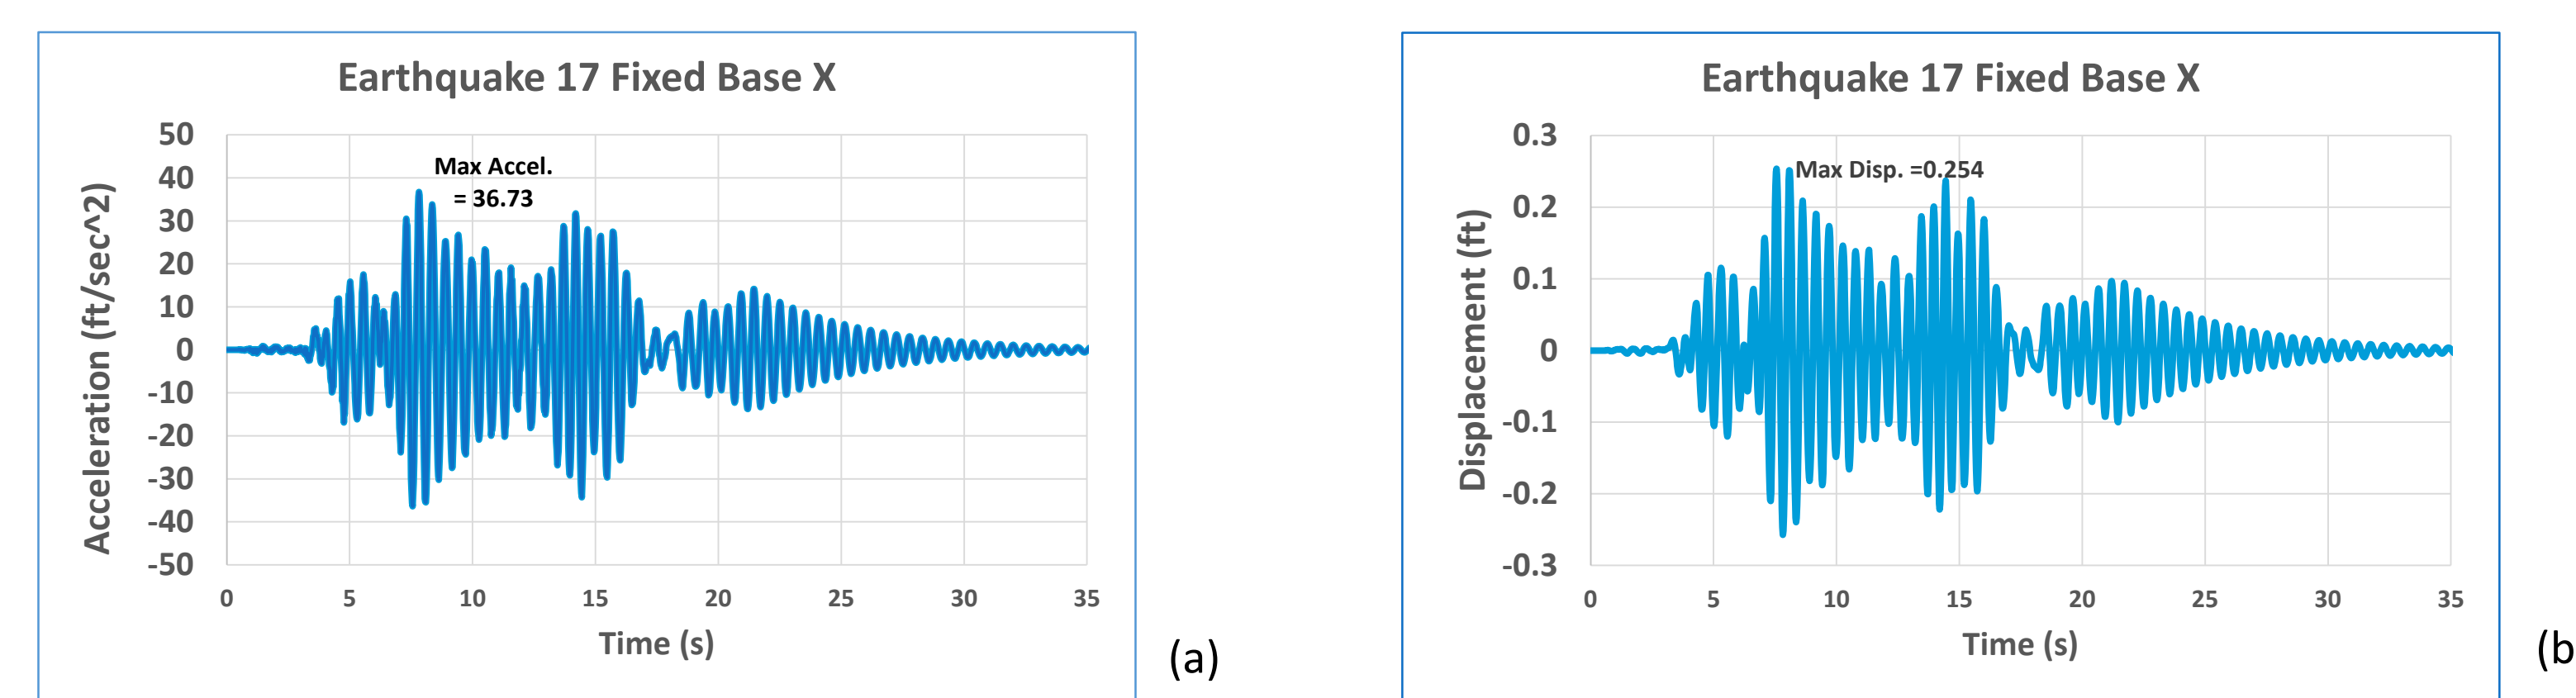 Earthquake 17 Fixed Base X
50
40
30
20
10
0
-10
-20
-30
-40
-50
Acceleration (ft/sec^2)
Max Accel.
= 36.73
0 5 10 15 20 25 30 35
Time (s)
(a)
Earthquake 17 Fixed Base X
0.3
0.2
0.1
0
-0.1
-0.2
-0.3
Displacement (ft)
Max Disp. =0.254
0 5 10 15 20 25 30 35
Time (s)
(b